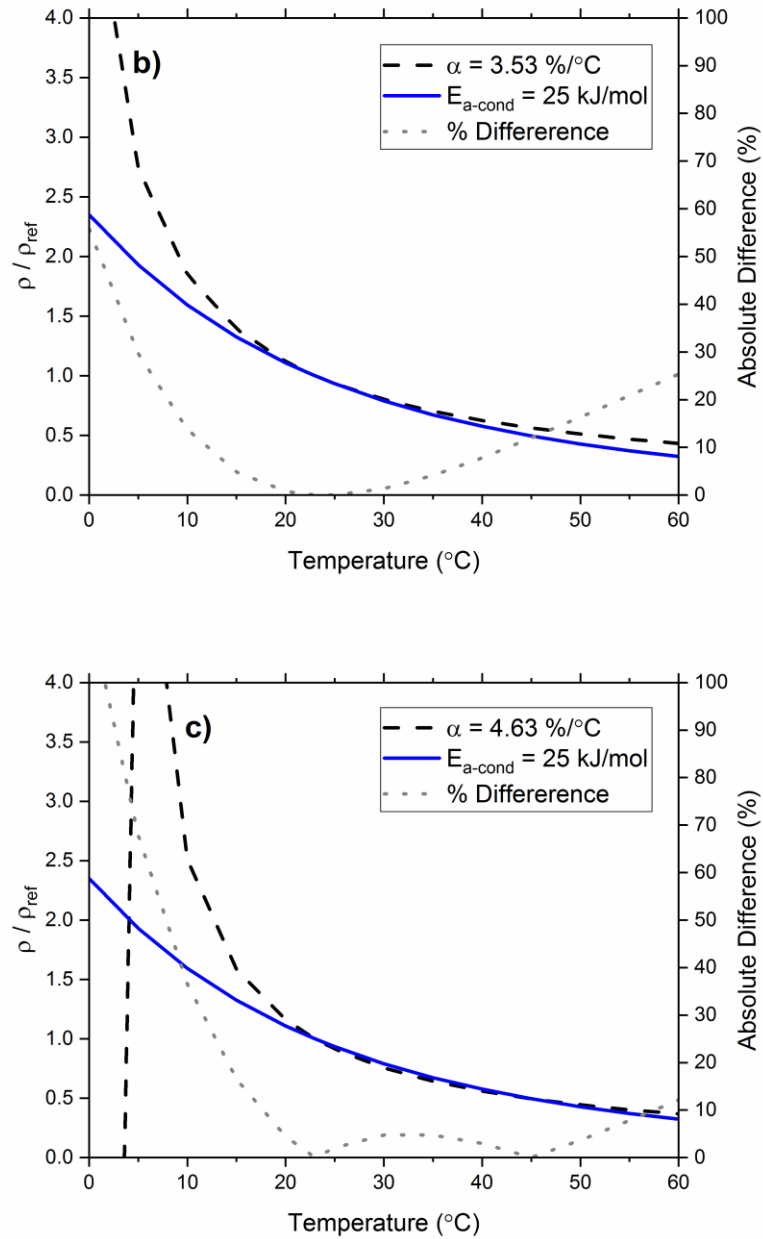 b)
α = 3.53 %/°C
E_a-cond = 25 kJ/mol
% Differerence
4.0
3.5
3.0
2.5
2.0
1.5
1.0
0.5
0.0
ρ / ρ_ref
100
90
80
70
60
50
40
30
20
10
0
Absolute Difference (%)
0 10 20 30 40 50 60
Temperature (°C)
c)
α = 4.63 %/°C
E_a-cond = 25 kJ/mol
% Differerence
4.0
3.5
3.0
2.5
2.0
1.5
1.0
0.5
0.0
ρ / ρ_ref
100
90
80
70
60
50
40
30
20
10
0
Absolute Difference (%)
0 10 20 30 40 50 60
Temperature (°C)